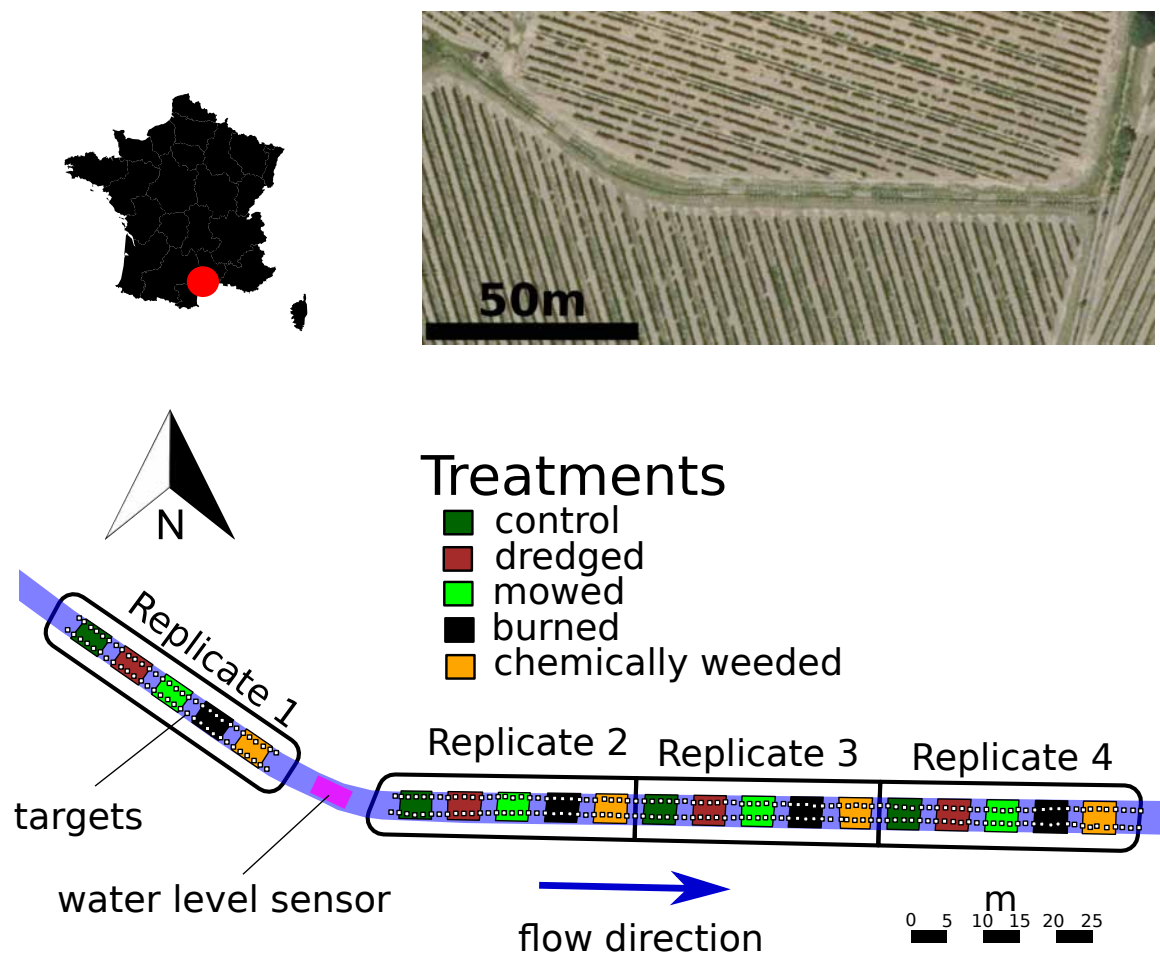 50m
N
Treatments
control
dredged
mowed
burned
chemically weeded
Replicate 1
Replicate 2
Replicate 3
Replicate 4
targets
water level sensor
flow direction
m
0 5 10 15 20 25